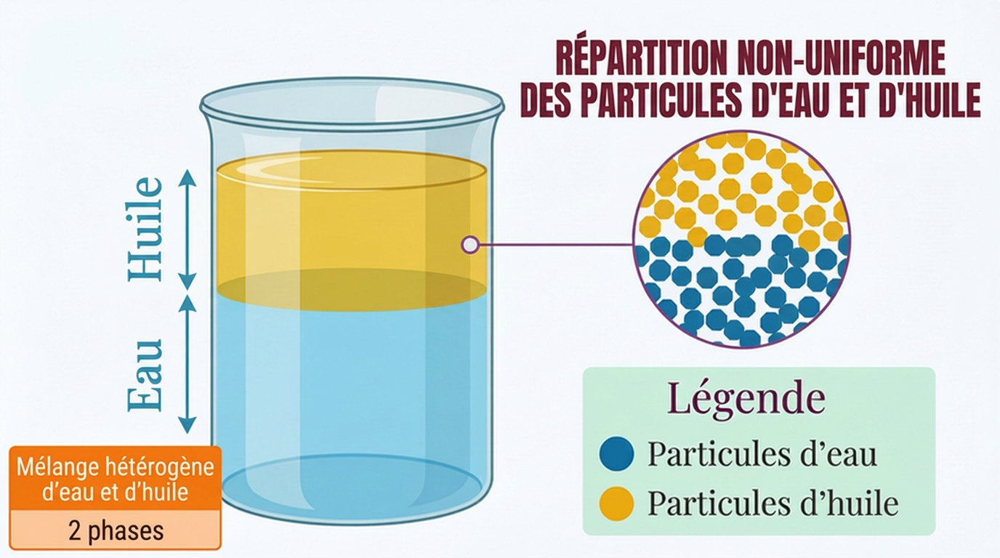 RÉPARTITION NON-UNIFORME
DES PARTICULES D'EAU ET D'HUILE
Huile
Eau
Légende
Particules d’eau
Particules d’huile
Mélange hétérogène
d’eau et d’huile
2 phases